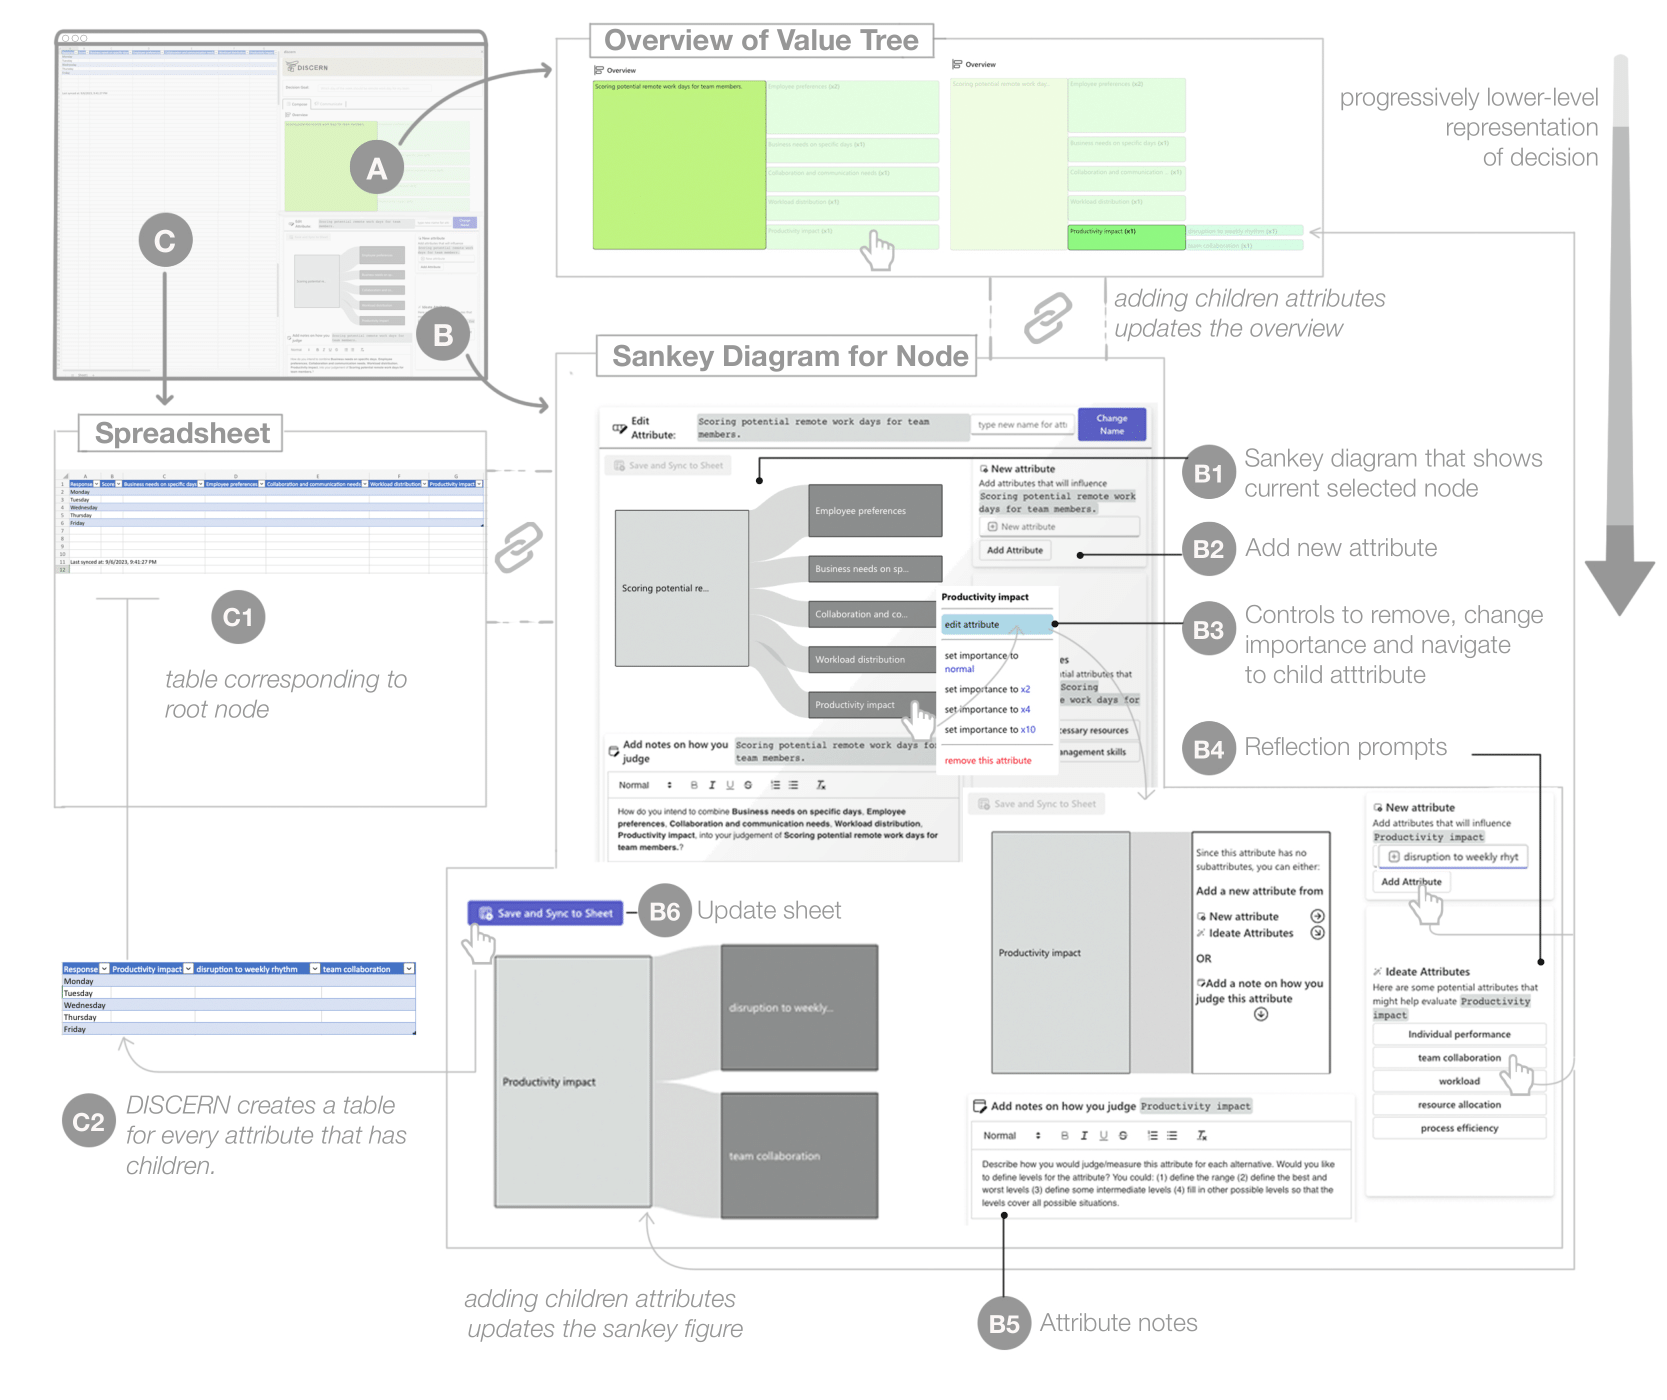 DISCERN
A
B
C
Overview of Value Tree
Overview
Scoring potential remote work days for team members.
Employee preferences (x2)
Business needs on specific days (x1)
Collaboration and communication needs (x1)
Workload distribution (x1)
Productivity impact (x1)
Overview
Scoring potential remote work day...
Employee preferences (x2)
Business needs on specific days (x1)
Collaboration and communication... (x1)
Workload distribution (x1)
Productivity impact (x1)
disruption to weekly rhythm (x1)
team collaboration (x1)
progressively lower-level
representation
of decision
adding children attributes
updates the overview
Spreadsheet
A B C D E F G
1 Response Score Business needs on specific days Employee preferences Collaboration and communication needs Workload distribution Productivity impact
2 Monday
3 Tuesday
4 Wednesday
5 Thursday
6 Friday
7
8
9
10
11 Last synced at: 9/6/2023, 9:41:27 PM
12
C1
table corresponding to
root node
Sankey Diagram for Node
Edit
Attribute:
Scoring potential remote work days for team
members.
type new name for att
Change
Name
Save and Sync to Sheet
Scoring potential re...
Employee preferences
Business needs on sp...
Collaboration and co...
Workload distribution
Productivity impact
New attribute
Add attributes that will influence
Scoring potential remote work
days for team members.
New attribute
Add Attribute
Productivity impact
edit attribute
set importance to
normal
set importance to x2
set importance to x4
set importance to x10
remove this attribute
es
tial attributes that
Scoring
e work days for
cessary resources
anagement skills
Add notes on how you
judge
Scoring potential remote work days for
team members.
Normal B I U S
How do you intend to combine Business needs on specific days, Employee
preferences, Collaboration and communication needs, Workload distribution,
Productivity impact, into your judgement of Scoring potential remote work days for
team members.?
B1
Sankey diagram that shows
current selected node
B2
Add new attribute
B3
Controls to remove, change
importance and navigate
to child atttribute
B4
Reflection prompts
Save and Sync to Sheet
Productivity impact
Since this attribute has no
subattributes, you can either:
Add a new attribute from
New attribute
Ideate Attributes
OR
Add a note on how you
judge this attribute
New attribute
Add attributes that will influence
Productivity impact
disruption to weekly rhyt
Add Attribute
Ideate Attributes
Here are some potential attributes that
might help evaluate Productivity
impact
Individual performance
team collaboration
workload
resource allocation
process efficiency
Add notes on how you judge Productivity impact
Normal B I U S
Describe how you would judge/measure this attribute for each alternative. Would you like
to define levels for the attribute? You could: (1) define the range (2) define the best and
worst levels (3) define some intermediate levels (4) fill in other possible levels so that the
levels cover all possible situations.
B5
Attribute notes
Save and Sync to Sheet
B6
Update sheet
Productivity impact
disruption to weekly...
team collaboration
adding children attributes
updates the sankey figure
Response Productivity impact disruption to weekly rhythm team collaboration
Monday
Tuesday
Wednesday
Thursday
Friday
C2
DISCERN creates a table
for every attribute that has
children.